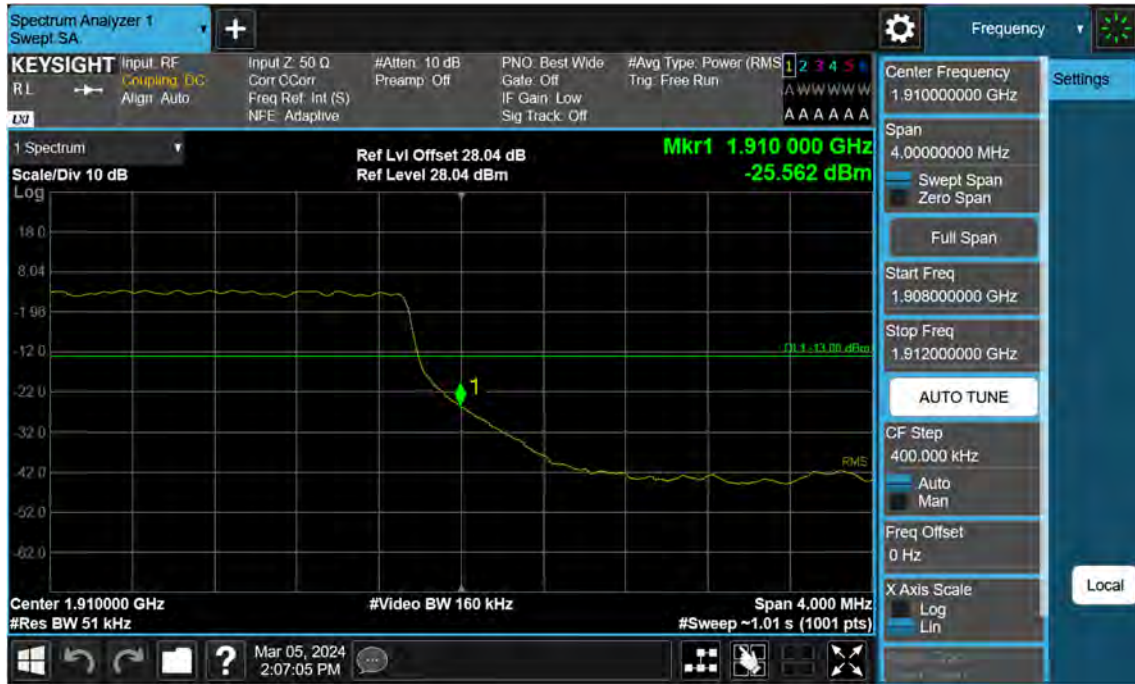 Spectrum Analyzer 1
Swept SA
+
Frequency
KEYSIGHT
RL
LXI
Input: RF
Coupling: DC
Align: Auto
Input Z: 50 Ω
Corr CCorr
Freq Ref: Int (S)
NFE: Adaptive
#Atten: 10 dB
Preamp: Off
PNO: Best Wide
Gate: Off
IF Gain: Low
Sig Track: Off
#Avg Type: Power (RMS
Trig: Free Run
1 2 3 4 5 6
A W W W W W
A A A A A A
1 Spectrum
Scale/Div 10 dB
Ref Lvl Offset 28.04 dB
Ref Level 28.04 dBm
Mkr1 1.910 000 GHz
-25.562 dBm
Log
18.0
8.04
-1.96
-12.0
DL1 -13.00 dBm
-22.0
1
-32.0
RMS
-42.0
-52.0
-62.0
Center 1.910000 GHz
#Video BW 160 kHz
Span 4.000 MHz
#Res BW 51 kHz
#Sweep ~1.01 s (1001 pts)
Center Frequency
1.910000000 GHz
Settings
Span
4.00000000 MHz
Swept Span
Zero Span
Full Span
Start Freq
1.908000000 GHz
Stop Freq
1.912000000 GHz
AUTO TUNE
CF Step
400.000 kHz
Auto
Man
Freq Offset
0 Hz
X Axis Scale
Log
Lin
Local
?
Mar 05, 2024
2:07:05 PM